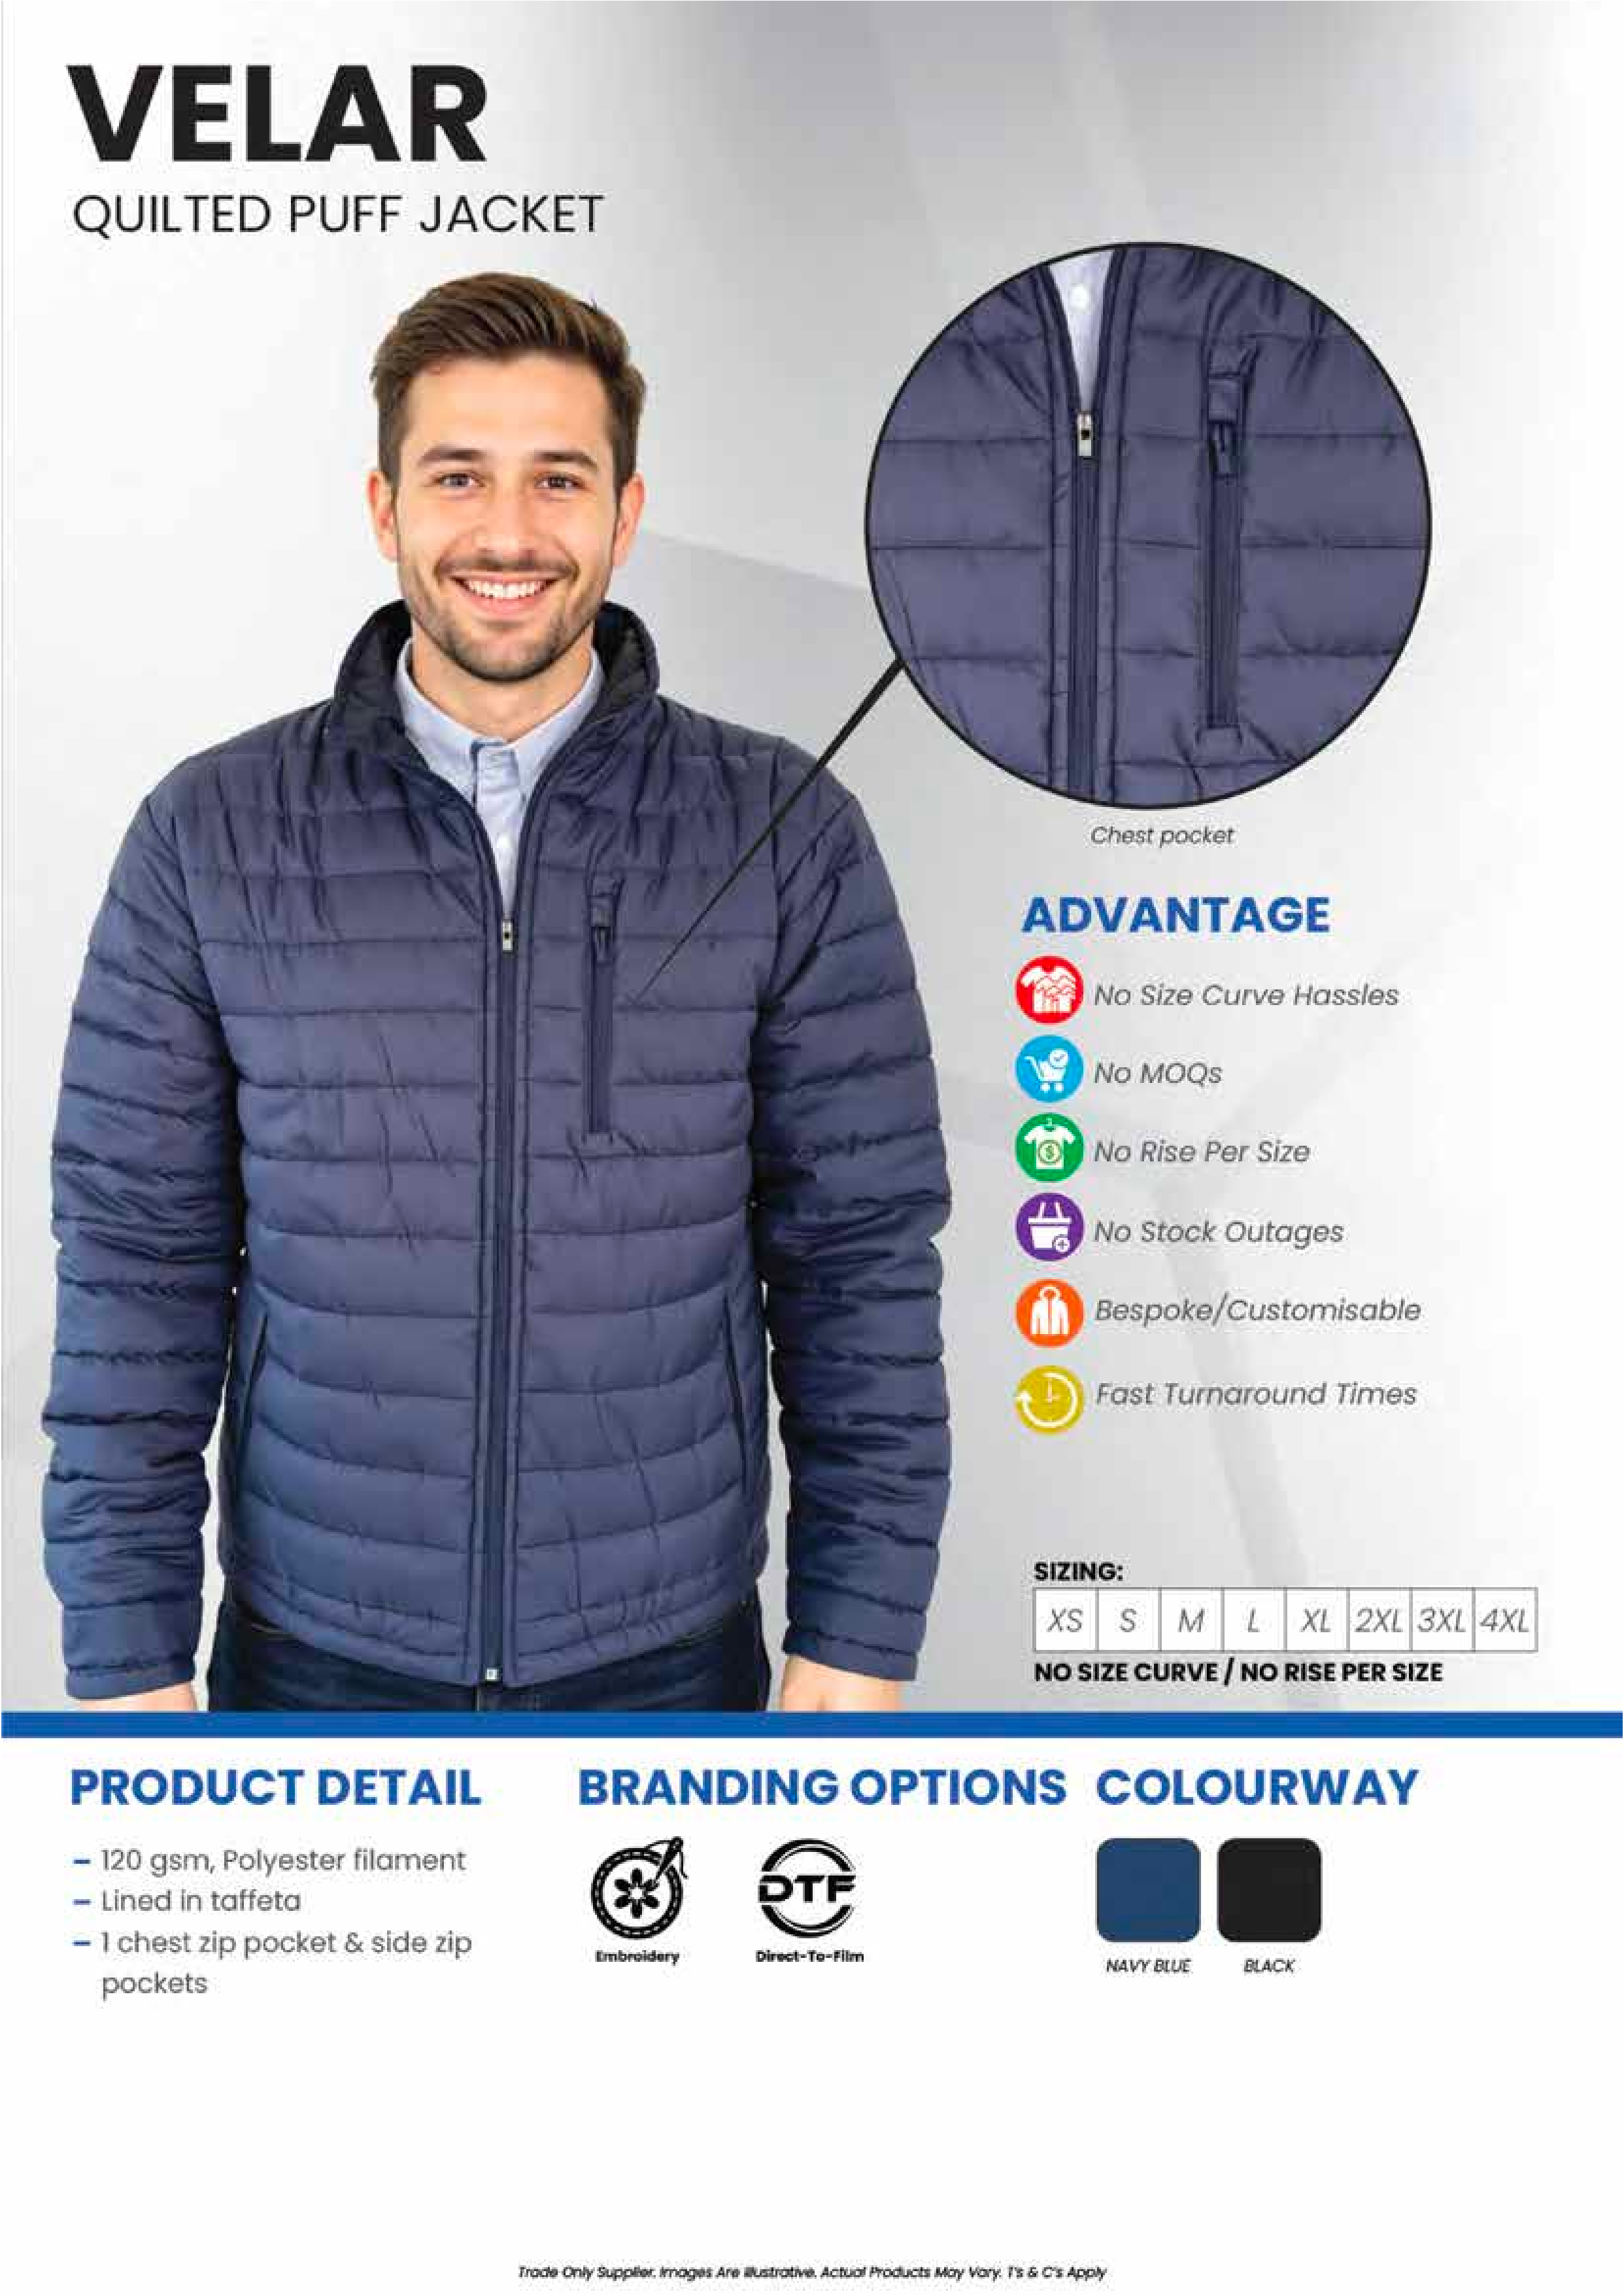 VELAR
QUILTED PUFF JACKET
Chest pocket
ADVANTAGE
No Size Curve Hassles
No MOQs
No Rise Per Size
No Stock Outages
Bespoke/Customisable
Fast Turnaround Times
SIZING:
XS S M L XL 2XL 3XL 4XL
NO SIZE CURVE / NO RISE PER SIZE
PRODUCT DETAIL
– 120 gsm, Polyester filament
– Lined in taffeta
– 1 chest zip pocket & side zip
pockets
BRANDING OPTIONS
DTF
Embroidery Direct-To-Film
COLOURWAY
NAVY BLUE BLACK
Trade Only Supplier. Images Are Illustrative. Actual Products May Vary. T's & C's Apply